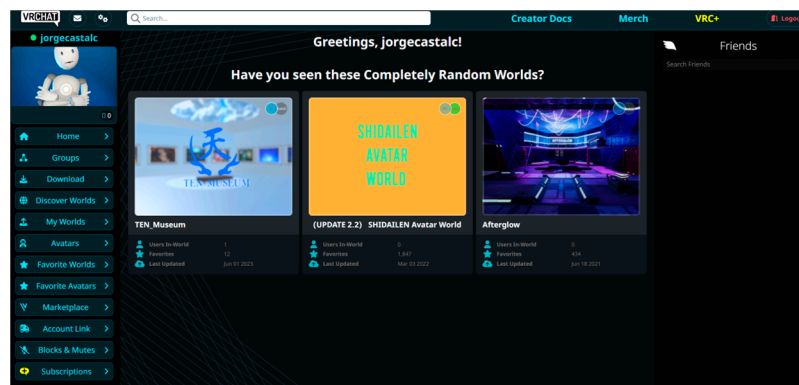 VRCHAT
Search...
Creator Docs
Merch
VRC+
Logou
jorgecastalc
0
Home
Groups
Download
Discover Worlds
My Worlds
Avatars
Favorite Worlds
Favorite Avatars
Marketplace
Account Link
Blocks & Mutes
Subscriptions
Greetings, jorgecastalc!
Have you seen these Completely Random Worlds?
TEN MUSEUM
天
TEN_Museum
Users In-World 1
Favorites 12
Last Updated Jun 01 2023
SHIDAILEN
AVATAR
WORLD
(UPDATE 2.2) SHIDAILEN Avatar World
Users In-World 0
Favorites 1,847
Last Updated Mar 03 2022
AFTERGLOW
Afterglow
Users In-World 0
Favorites 434
Last Updated Jun 18 2021
Friends
Search Friends